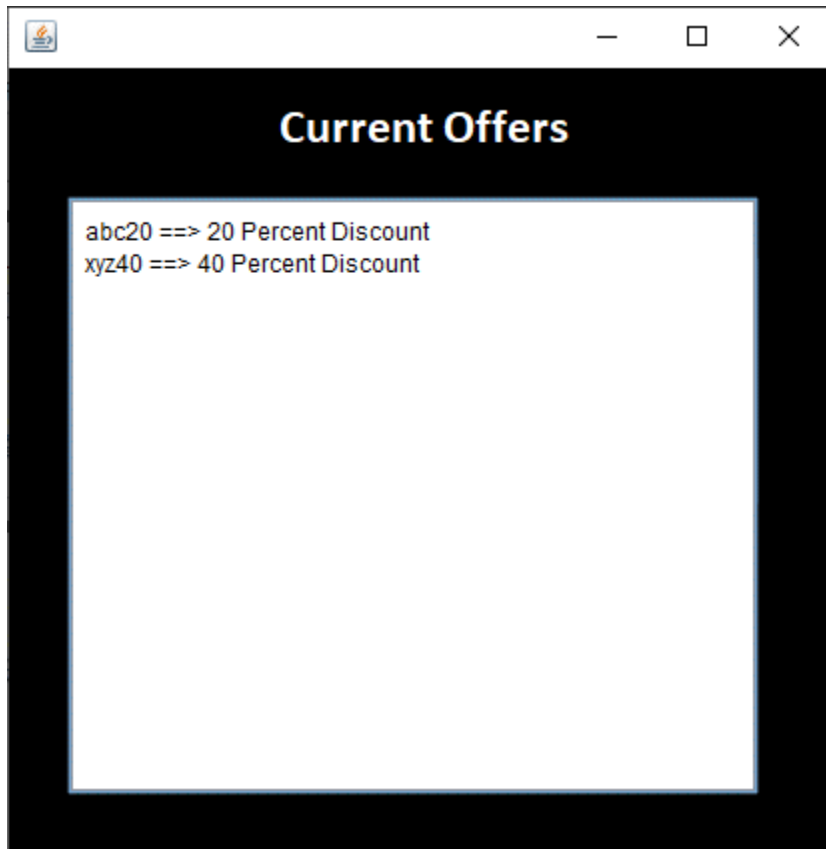 Current Offers
abc20 ==> 20 Percent Discount
xyz40 ==> 40 Percent Discount